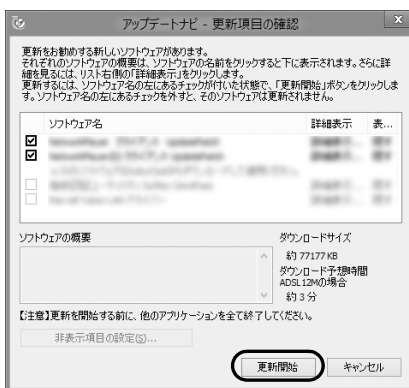 アップデートナビ - 更新項目の確認
x
更新をお勧めする新しいソフトウェアがあります。
それぞれのソフトウェアの概要は、ソフトウェアの名前をクリックすると下に表示されます。さらに詳
細を見るには、リスト右側の「詳細表示」をクリックします。
更新するには、ソフトウェア名の左にあるチェックが付いた状態で、「更新開始」ボタンをクリックしま
す。ソフトウェア名の左にあるチェックを外すと、そのソフトウェアは更新されません。
ソフトウェア名 詳細表示 表...
ソフトウェアの概要
ダウンロードサイズ
約 77177 KB
ダウンロード予想時間
ADSL12Mの場合
約 3 分
【注意】更新を開始する前に、他のアプリケーションを全て終了してください。
非表示項目の設定(S)...
更新開始
キャンセル